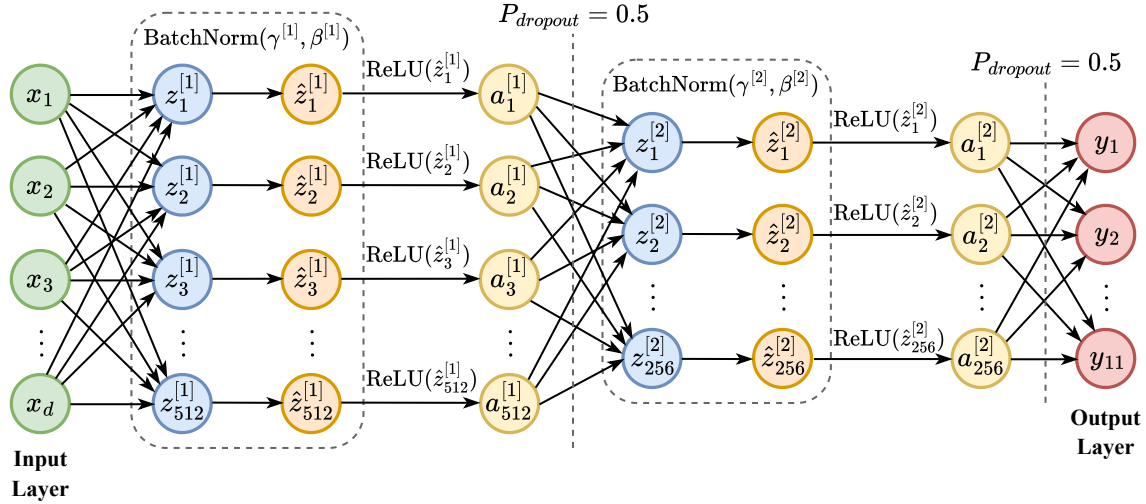 P_{dropout} = 0.5
BatchNorm(γ^{[1]}, β^{[1]})
P_{dropout} = 0.5
BatchNorm(γ^{[2]}, β^{[2]})
x_1 z_1^{[1]} ẑ_1^{[1]} ReLU(ẑ_1^{[1]}) a_1^{[1]}
z_1^{[2]} ẑ_1^{[2]} ReLU(ẑ_1^{[2]}) a_1^{[2]} y_1
x_2 z_2^{[1]} ẑ_2^{[1]} ReLU(ẑ_2^{[1]}) a_2^{[1]}
z_2^{[2]} ẑ_2^{[2]} ReLU(ẑ_2^{[2]}) a_2^{[2]} y_2
x_3 z_3^{[1]} ẑ_3^{[1]} ReLU(ẑ_3^{[1]}) a_3^{[1]}
z_{256}^{[2]} ẑ_{256}^{[2]} ReLU(ẑ_{256}^{[2]}) a_{256}^{[2]} y_{11}
x_d z_{512}^{[1]} ẑ_{512}^{[1]} ReLU(ẑ_{512}^{[1]}) a_{512}^{[1]}
Input
Layer
Output
Layer